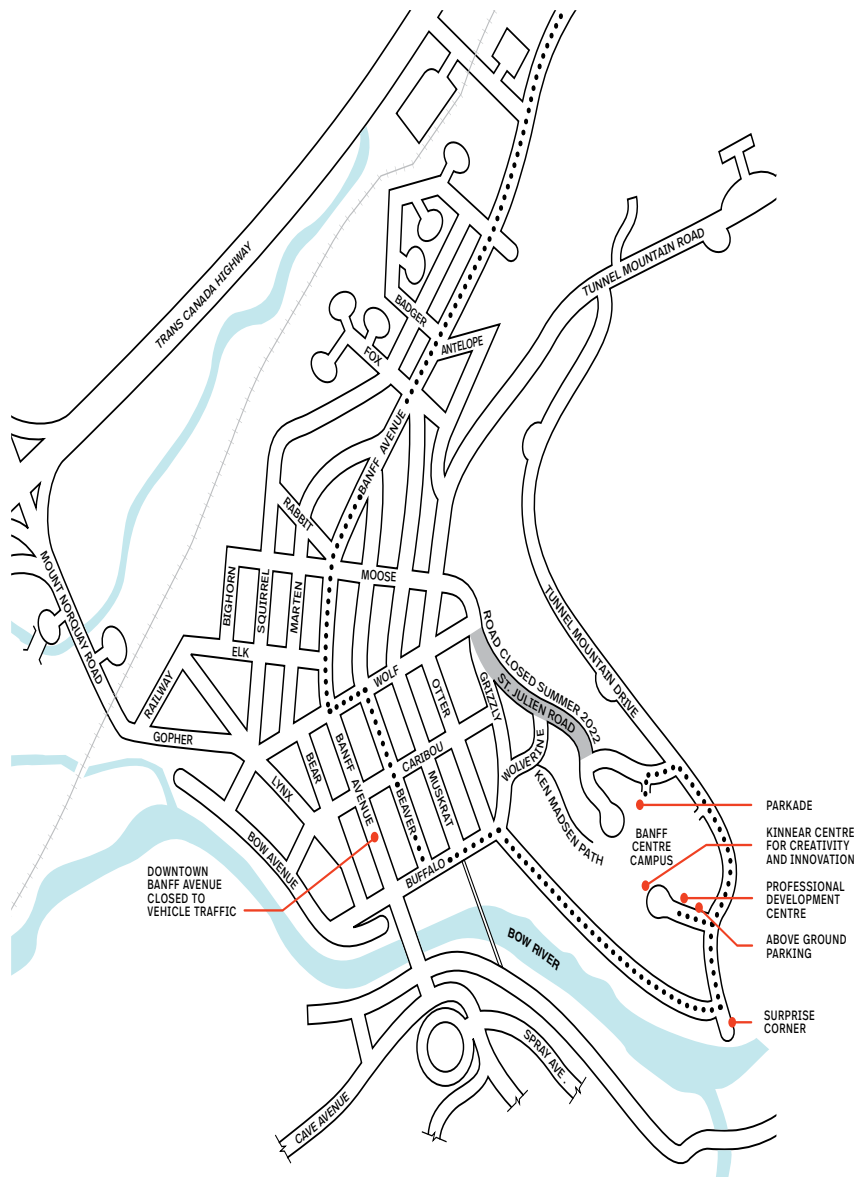 TRANS CANADA HIGHWAY
TUNNEL MOUNTAIN ROAD
BADGER
ANTELOPE
FOX
BANFF AVENUE
RABBIT
MOOSE
MOUNT NORQUAY ROAD
BIGHORN
SQUIRREL
MARTEN
TUNNEL MOUNTAIN DRIVE
ROAD CLOSED SUMMER 2022
ST. JULIEN ROAD
ELK
WOLF
RAILWAY
OTTER
GRIZZLY
GOPHER
BEAR
BANFF AVENUE
CARIBOU
WOLVERINE
LYNX
BEAVER
MUSKRAT
KEN MADSEN PATH
BOW AVENUE
BUFFALO
PARKADE
BANFF
CENTRE
CAMPUS
KINNEAR CENTRE
FOR CREATIVITY
AND INNOVATION
DOWNTOWN
BANFF AVENUE
CLOSED TO
VEHICLE TRAFFIC
PROFESSIONAL
DEVELOPMENT
CENTRE
ABOVE GROUND
PARKING
BOW RIVER
SURPRISE
CORNER
SPRAY AVE.
CAVE AVENUE